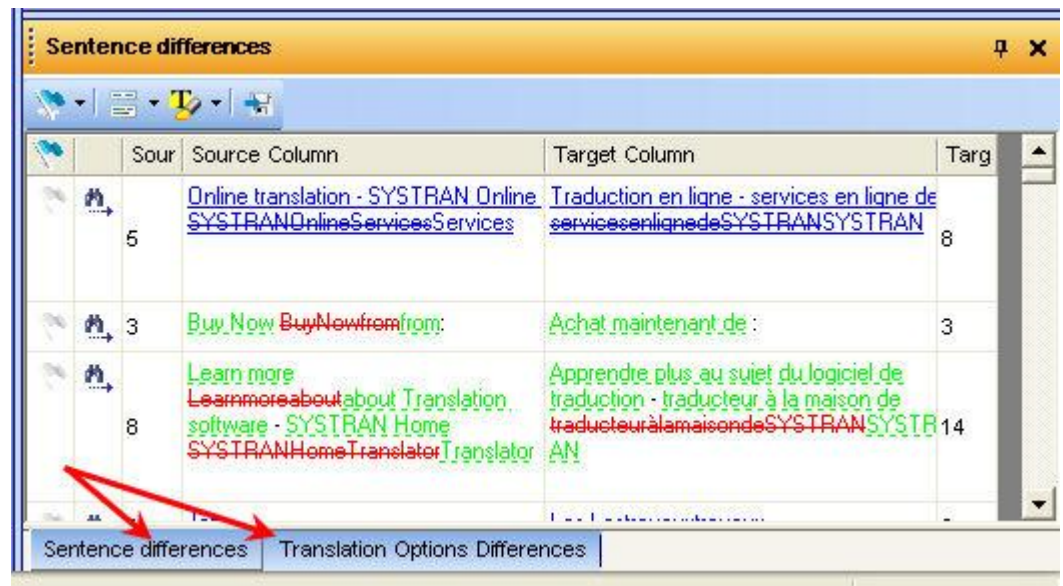 Sentence differences
Sour Source Column Target Column Targ
5
Online translation - SYSTRAN Online
SYSTRANOnlineServicesServices
Traduction en ligne - services en ligne de
servicesenlignedeSYSTRANSYSTRAN
8
3
Buy Now BuyNowfromfrom:
Achat maintenant de :
3
8
Learn more
Learnmoreaboutabout Translation
software - SYSTRAN Home
SYSTRANHomeTranslatorTranslator
Apprendre plus au sujet du logiciel de
traduction - traducteur à la maison de
traducteuràlamaisondeSYSTRANSYSTR
AN
14
Sentence differences
Translation Options Differences